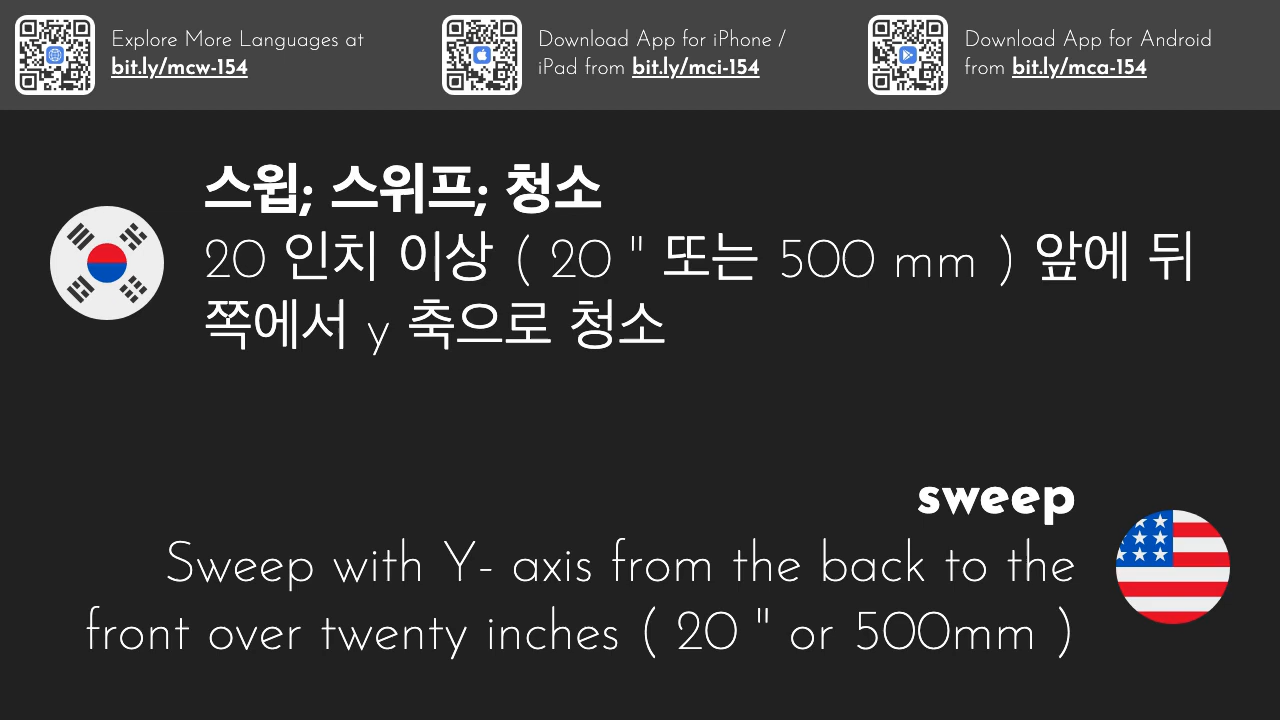 Explore More Languages at
bit.ly/mcw-154
Download App for iPhone /
iPad from bit.ly/mci-154
Download App for Android
from bit.ly/mca-154
스윕; 스위프; 청소
20 인치 이상 ( 20 " 또는 500 mm ) 앞에 뒤
쪽에서 y 축으로 청소
sweep
Sweep with Y- axis from the back to the
front over twenty inches ( 20 " or 500mm )